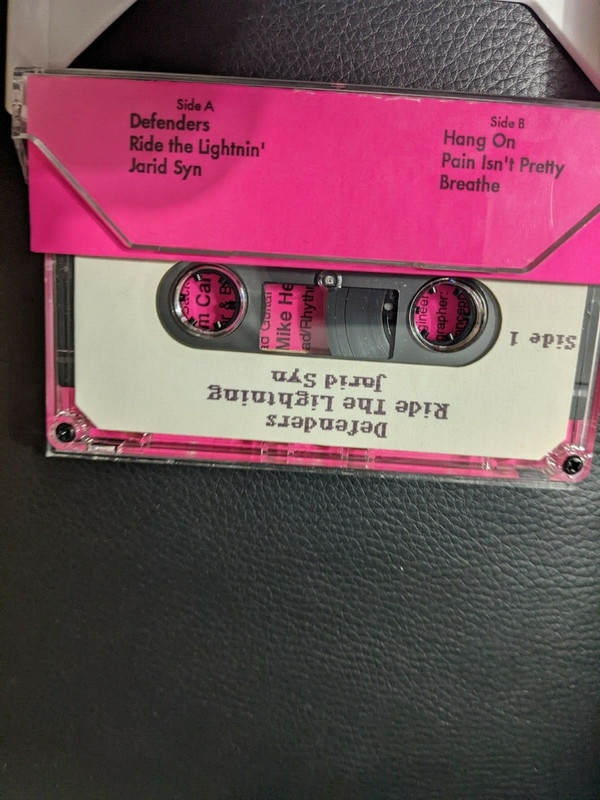 Side A
Defenders
Ride the Lightnin'
Jarid Syn
Side B
Hang On
Pain Isn't Pretty
Breathe
Side 1
Defenders
Ride The Lightning
Jarid Syn
Mike